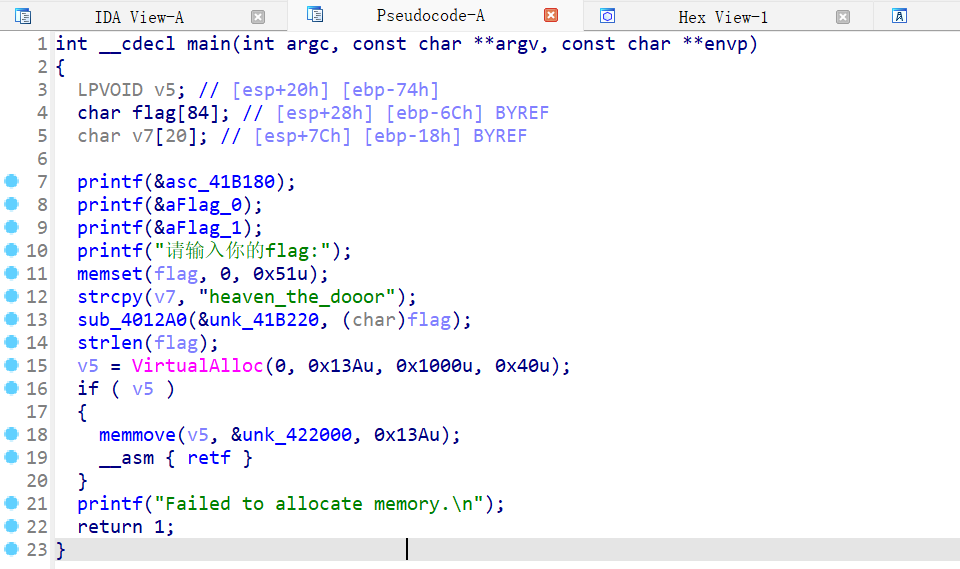 IDA View-A Pseudocode-A Hex View-1
1 int __cdecl main(int argc, const char **argv, const char **envp)
2 {
3   LPVOID v5; // [esp+20h] [ebp-74h]
4   char flag[84]; // [esp+28h] [ebp-6Ch] BYREF
5   char v7[20]; // [esp+7Ch] [ebp-18h] BYREF
6
7   printf(&asc_41B180);
8   printf(&aFlag_0);
9   printf(&aFlag_1);
10   printf("请输入你的flag:");
11   memset(flag, 0, 0x51u);
12   strcpy(v7, "heaven_the_dooor");
13   sub_4012A0(&unk_41B220, (char)flag);
14   strlen(flag);
15   v5 = VirtualAlloc(0, 0x13Au, 0x1000u, 0x40u);
16   if ( v5 )
17   {
18     memmove(v5, &unk_422000, 0x13Au);
19     __asm { retf }
20   }
21   printf("Failed to allocate memory.\n");
22   return 1;
23 }